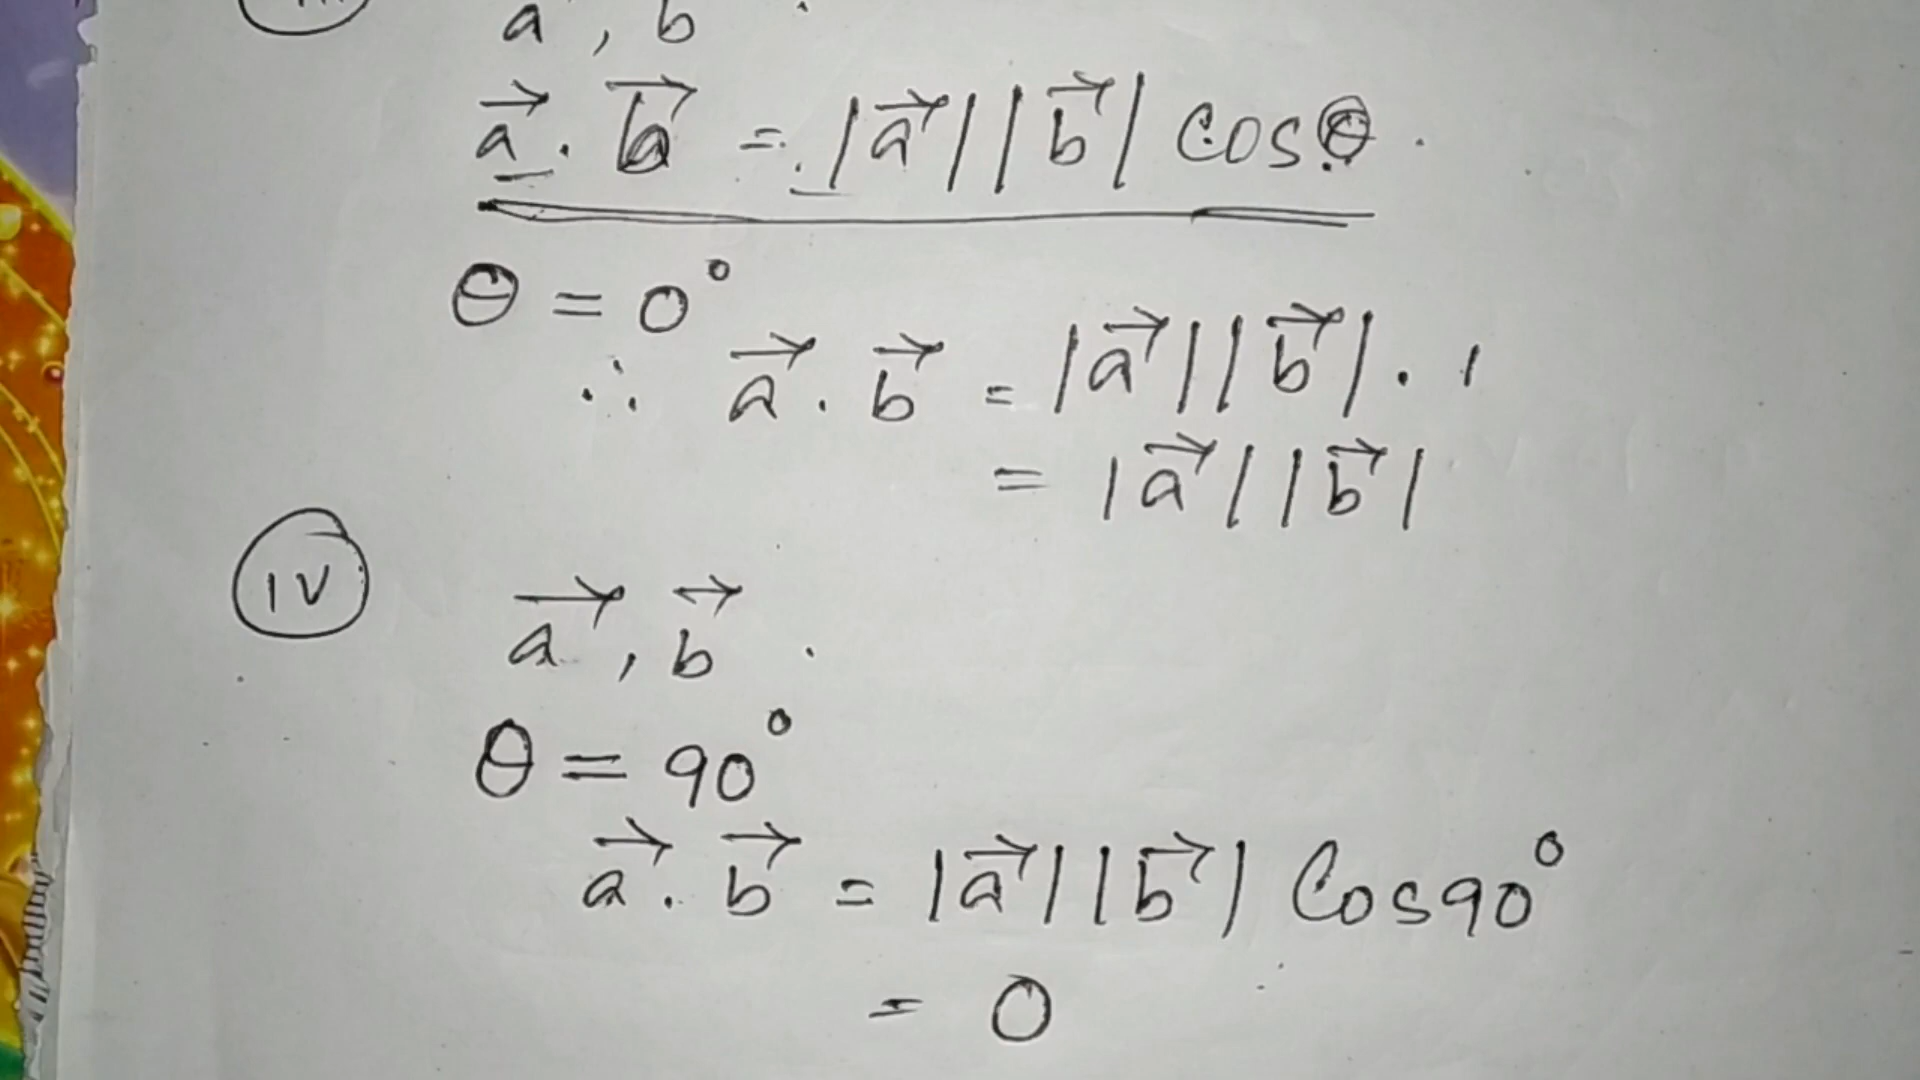 a , b
a⃗ . b⃗ = |a⃗||b⃗| cosθ
θ = 0°
∴ a⃗ . b⃗ = |a⃗||b⃗| . 1
= |a⃗||b⃗|
iv a⃗ , b⃗
θ = 90°
a⃗ . b⃗ = |a⃗||b⃗| Cos90°
= 0